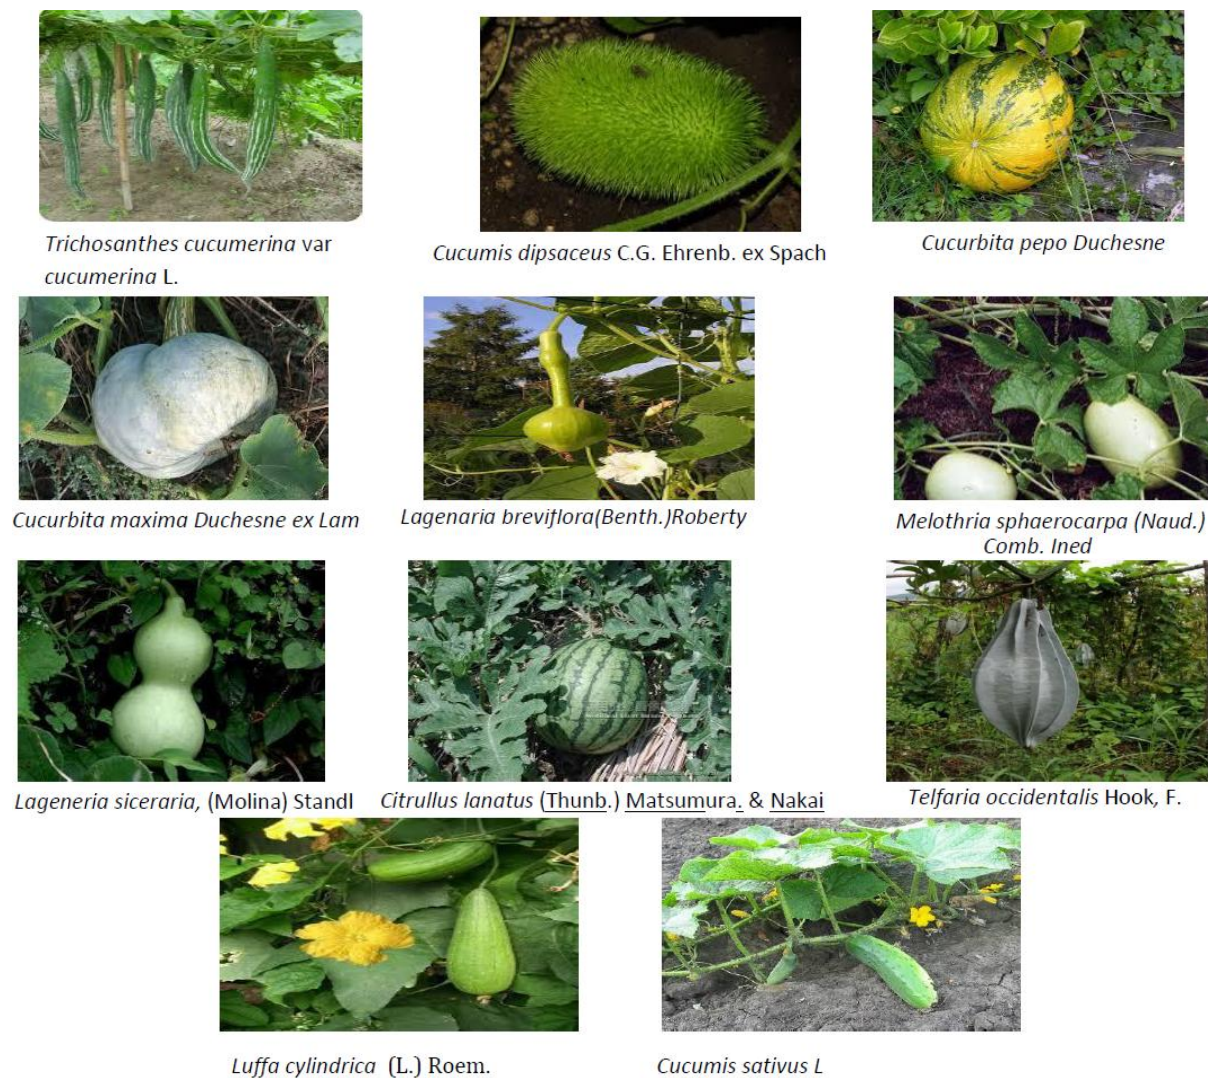 Trichosanthes cucumerina var
cucumerina L.
Cucumis dipsaceus C.G. Ehrenb. ex Spach
Cucurbita pepo Duchesne
Cucurbita maxima Duchesne ex Lam
Lagenaria breviflora(Benth.)Roberty
Melothria sphaerocarpa (Naud.)
Comb. Ined
Lageneria siceraria, (Molina) Standl
Citrullus lanatus (Thunb.) Matsumura. & Nakai
Telfaria occidentalis Hook, F.
Luffa cylindrica (L.) Roem.
Cucumis sativus L